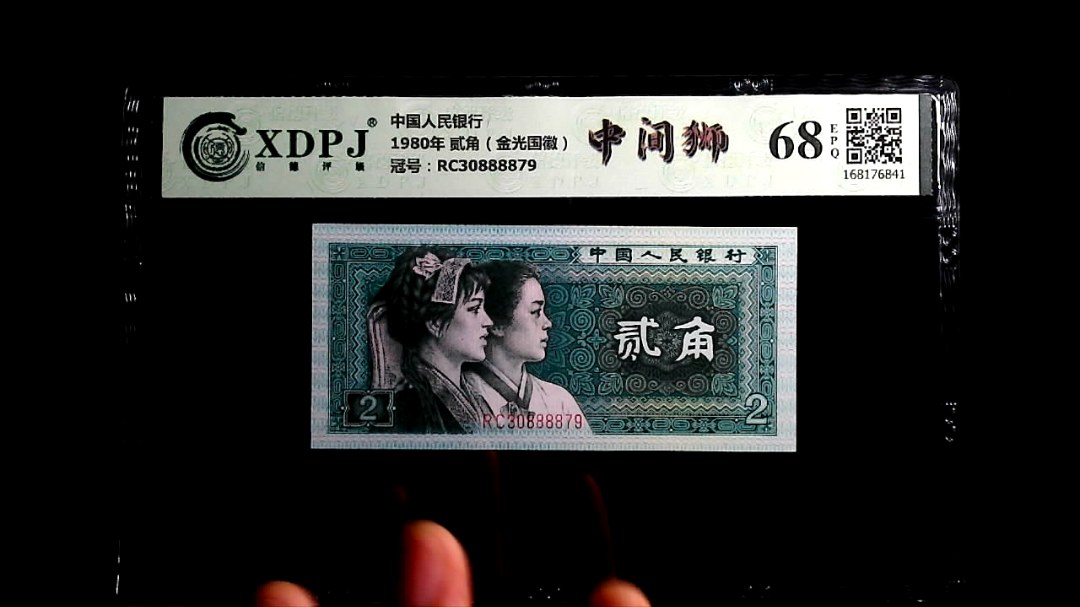 XDPJ®
信德评级
中国人民银行
1980年 贰角（金光国徽）
冠号：RC30888879
中间狮
68
EPQ
168176841
中国人民银行
贰角
2
2
RC30888879